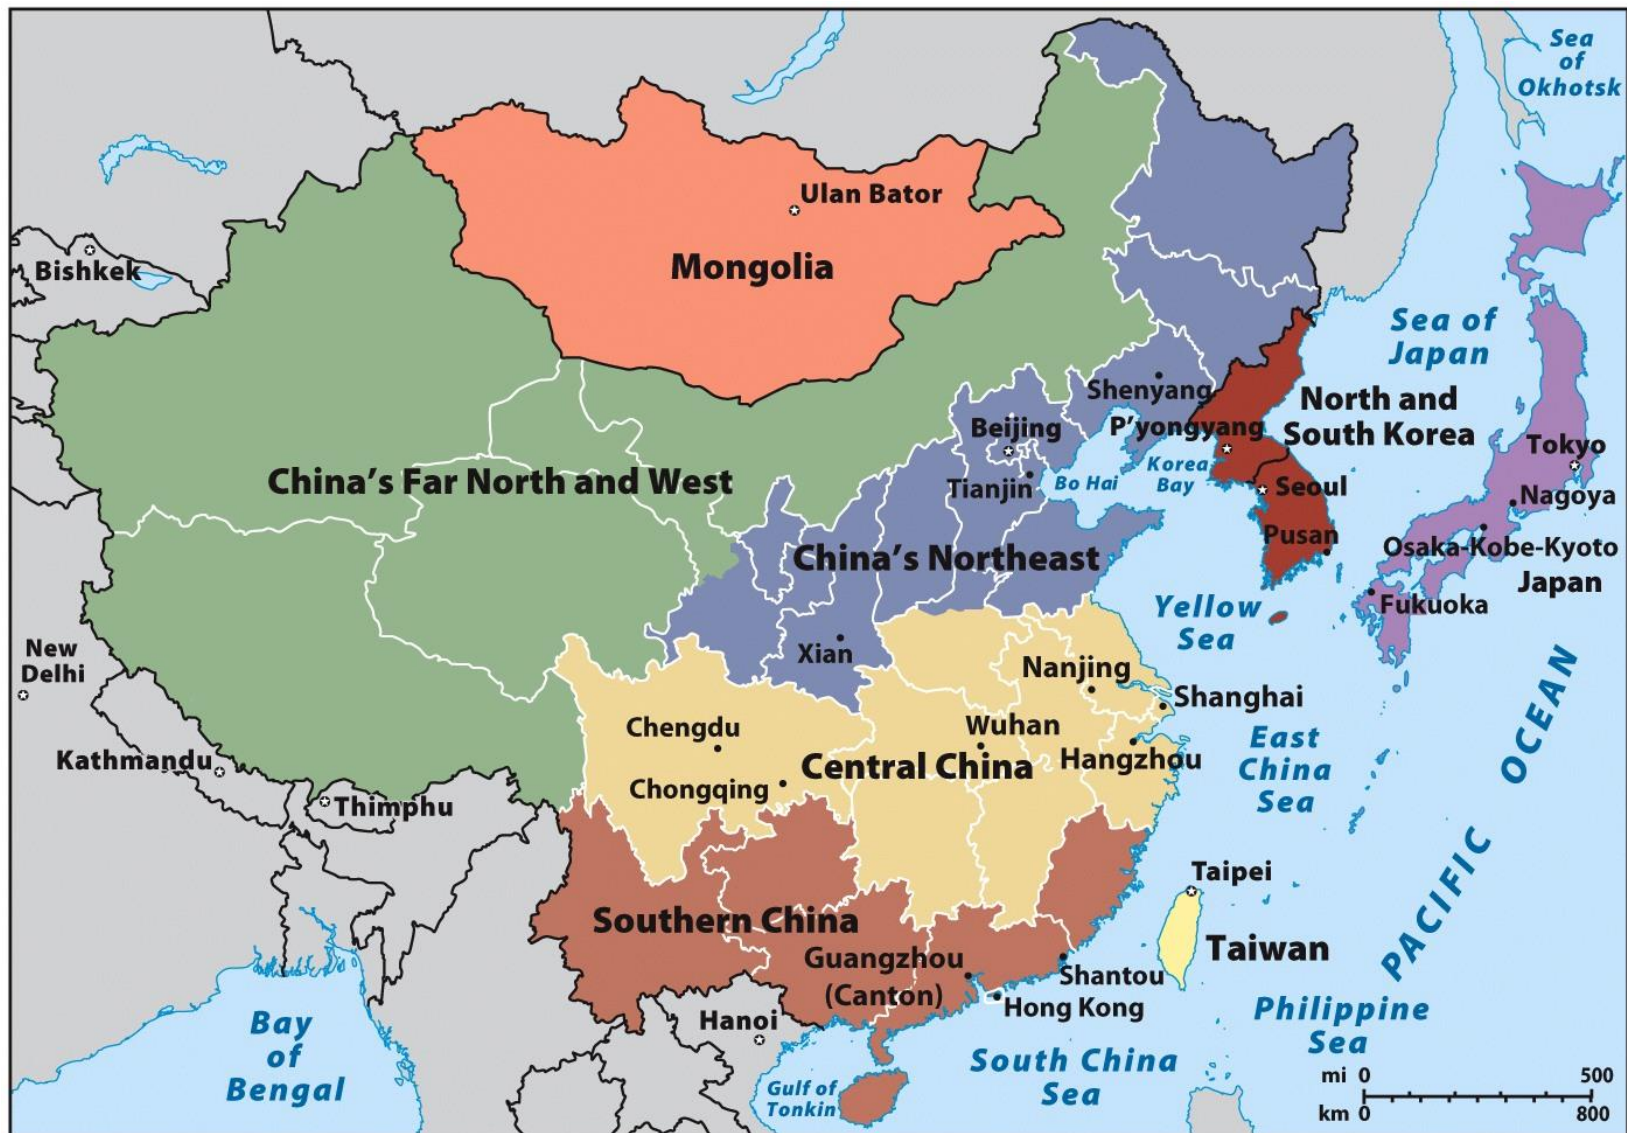 Sea
of
Okhotsk
Ulan Bator
Mongolia
Bishkek
Sea of
Japan
Shenyang
North and
South Korea
Beijing
P'yongyang
Tokyo
Korea
Bay
Bo Hai
Tianjin
Seoul
Nagoya
China's Far North and West
Pusan
Osaka-Kobe-Kyoto
China's Northeast
Japan
Fukuoka
Yellow
Sea
Xian
New
Delhi
Nanjing
Shanghai
Chengdu
Wuhan
East
China
Sea
PACIFIC OCEAN
Kathmandu
Central China
Hangzhou
Chongqing
Thimphu
Taipei
Southern China
Taiwan
Guangzhou
(Canton)
Shantou
Hong Kong
Philippine
Sea
Hanoi
Bay
of
Bengal
South China
Sea
Gulf of
Tonkin
mi 0 500
km 0 800